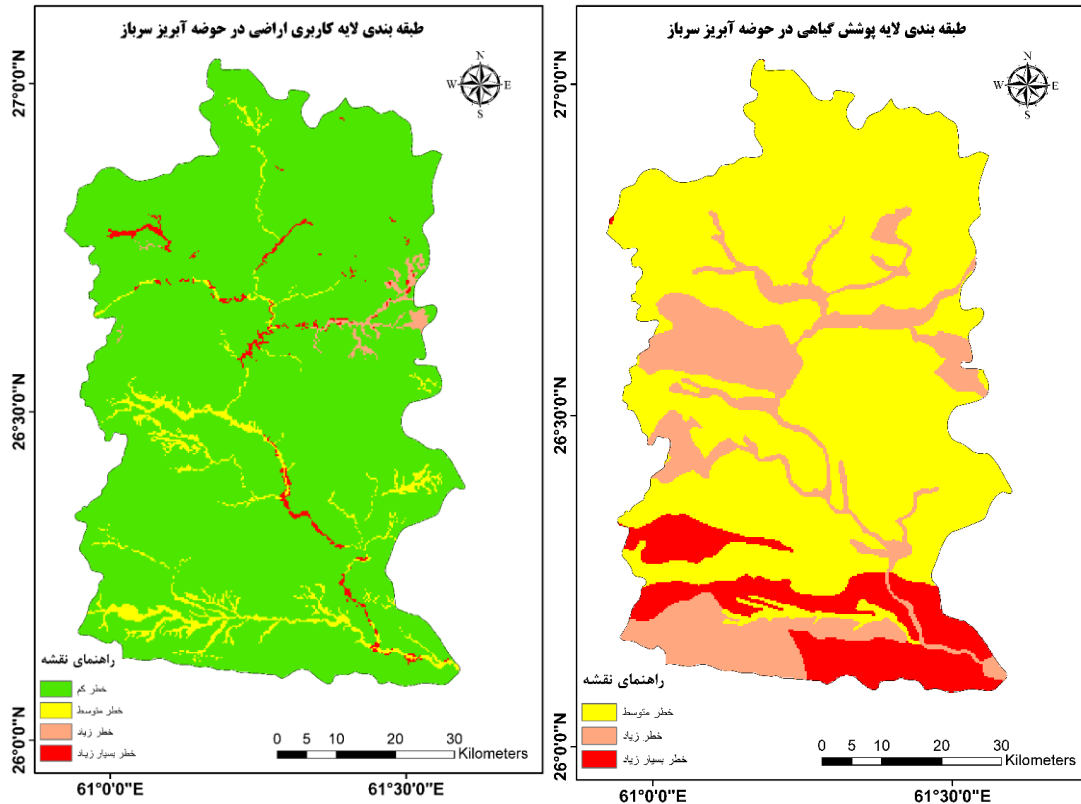 طبقه بندی لایه کاربری اراضی در حوضه آبریز سرباز
N
W E
S
27°0'0"N
26°30'0"N
26°0'0"N
راهنمای نقشه
خطر کم
خطر متوسط
خطر زیاد
خطر بسیار زیاد
0 5 10 20 30
Kilometers
61°0'0"E 61°30'0"E
طبقه بندی لایه پوشش گیاهی در حوضه آبریز سرباز
N
W E
S
27°0'0"N
26°30'0"N
26°0'0"N
راهنمای نقشه
خطر متوسط
خطر زیاد
خطر بسیار زیاد
0 5 10 20 30
Kilometers
61°0'0"E 61°30'0"E